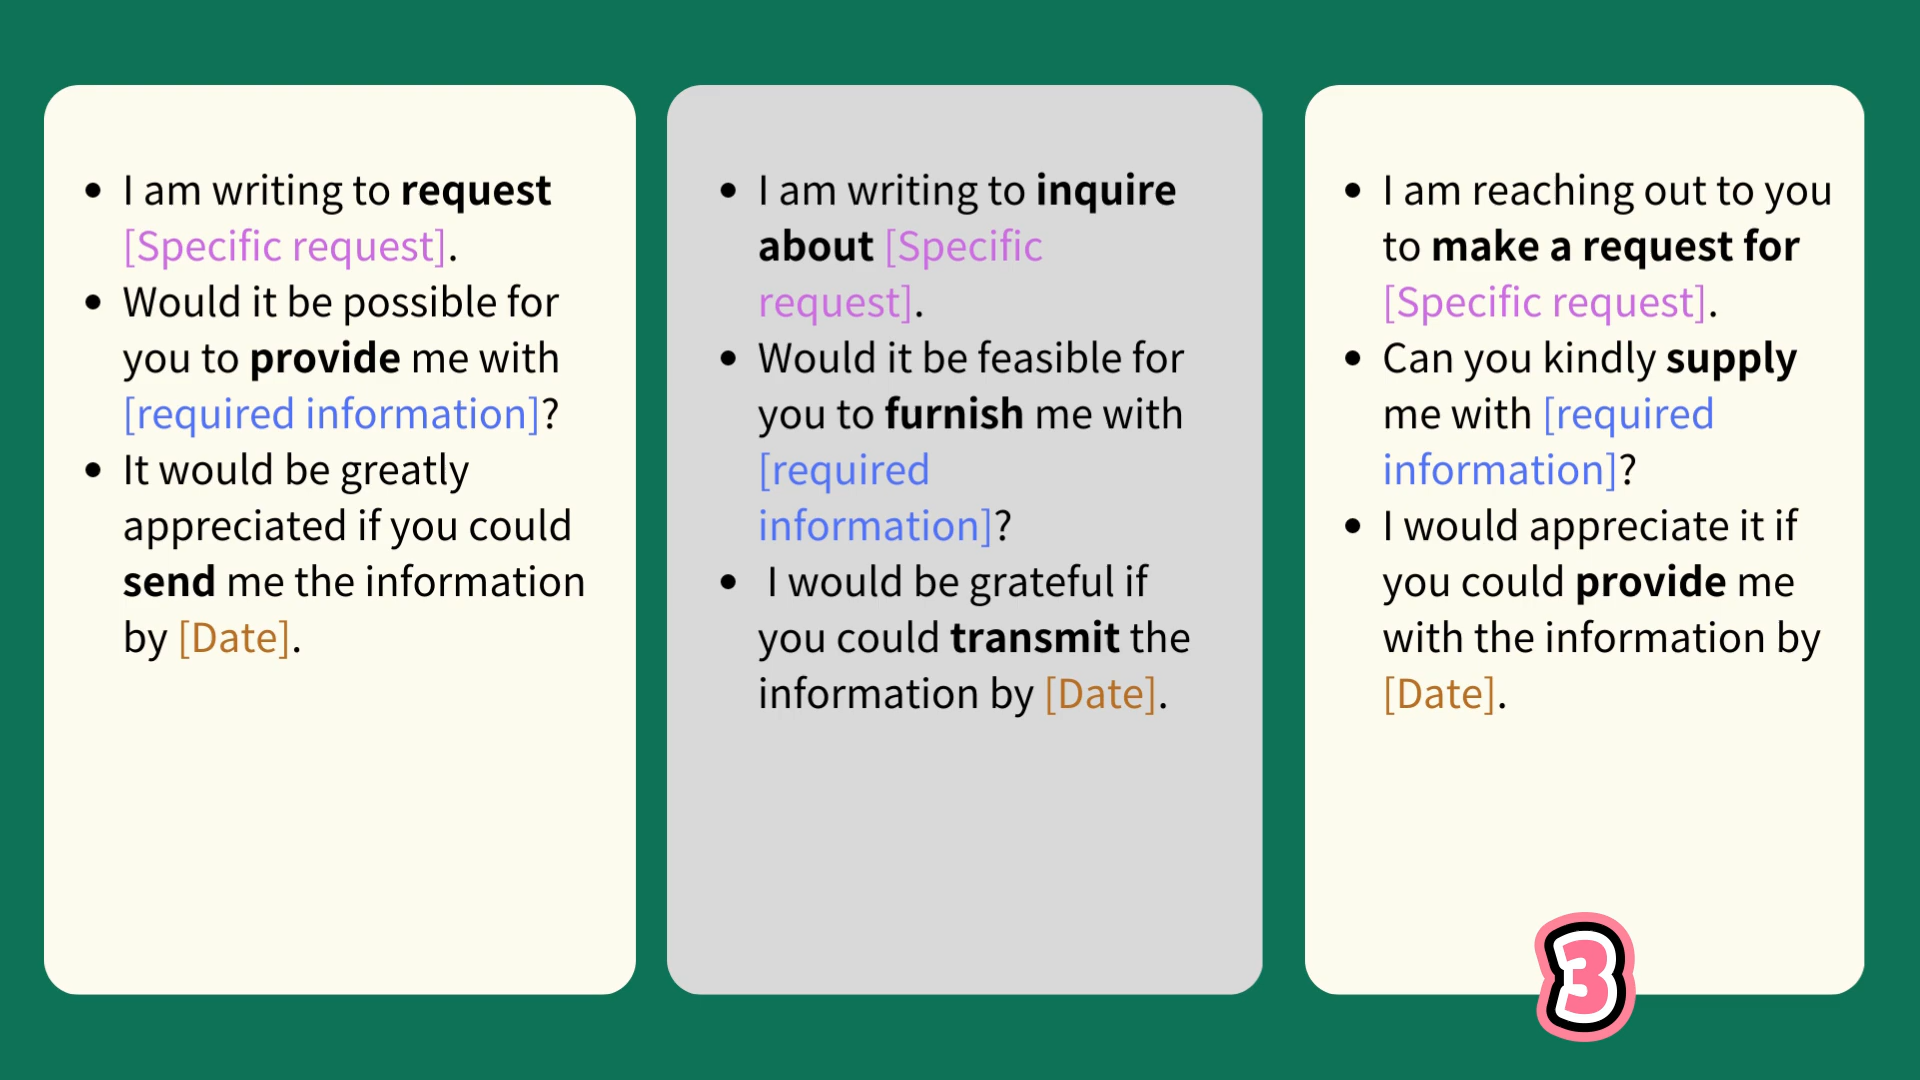 • I am writing to request
[Specific request].
• Would it be possible for
you to provide me with
[required information]?
• It would be greatly
appreciated if you could
send me the information
by [Date].
• I am writing to inquire
about [Specific
request].
• Would it be feasible for
you to furnish me with
[required
information]?
• I would be grateful if
you could transmit the
information by [Date].
• I am reaching out to you
to make a request for
[Specific request].
• Can you kindly supply
me with [required
information]?
• I would appreciate it if
you could provide me
with the information by
[Date].
3